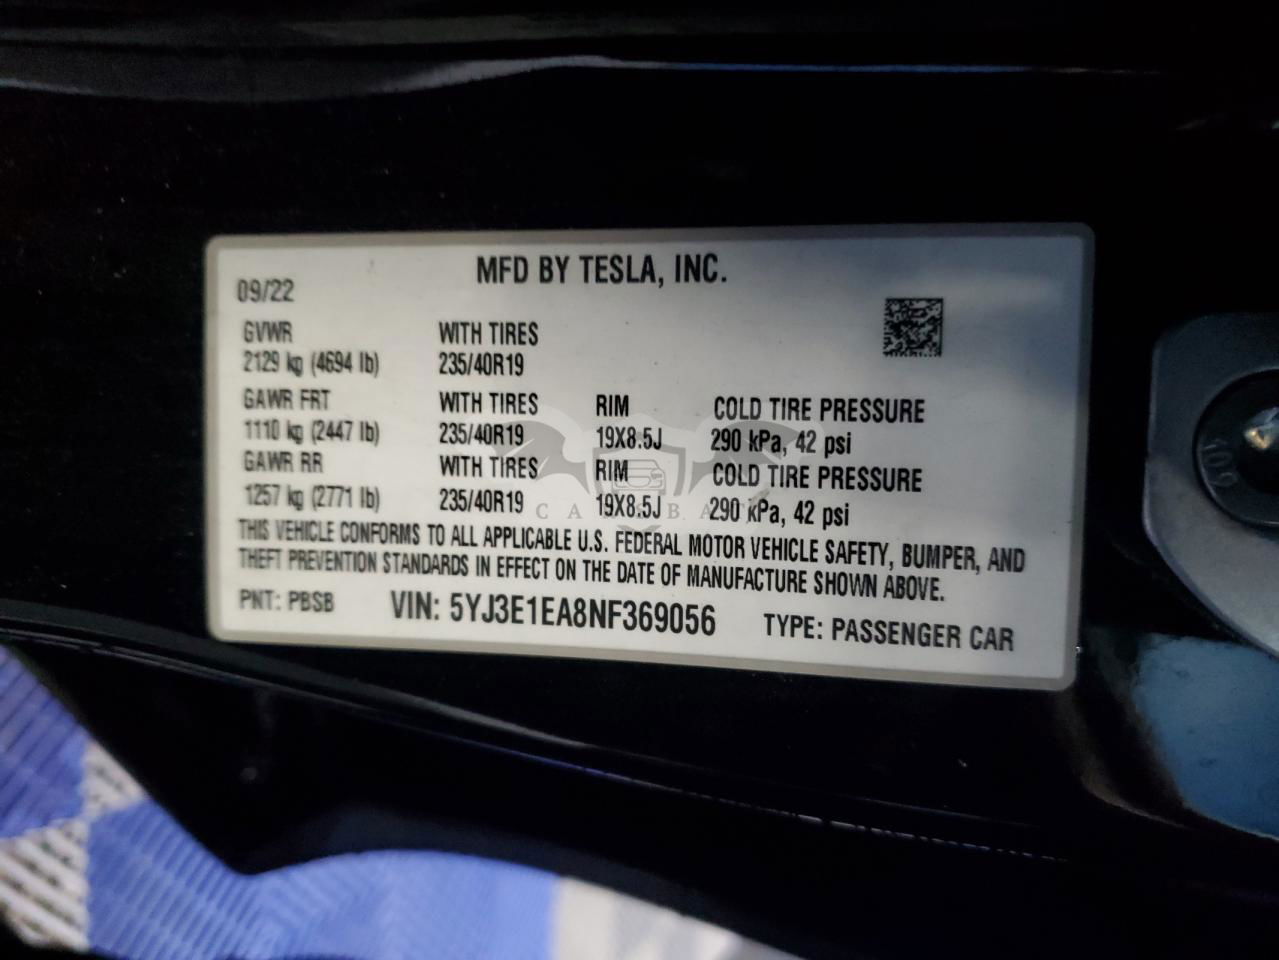 MFD BY TESLA, INC.
09/22
GVWR WITH TIRES
2129 kg (4694 lb) 235/40R19
GAWR FRT WITH TIRES RIM COLD TIRE PRESSURE
1110 kg (2447 lb) 235/40R19 19X8.5J 290 kPa, 42 psi
GAWR RR WITH TIRES RIM COLD TIRE PRESSURE
1257 kg (2771 lb) 235/40R19 19X8.5J 290 kPa, 42 psi
THIS VEHICLE CONFORMS TO ALL APPLICABLE U.S. FEDERAL MOTOR VEHICLE SAFETY, BUMPER, AND
THEFT PREVENTION STANDARDS IN EFFECT ON THE DATE OF MANUFACTURE SHOWN ABOVE.
PNT: PBSB VIN: 5YJ3E1EA8NF369056 TYPE: PASSENGER CAR